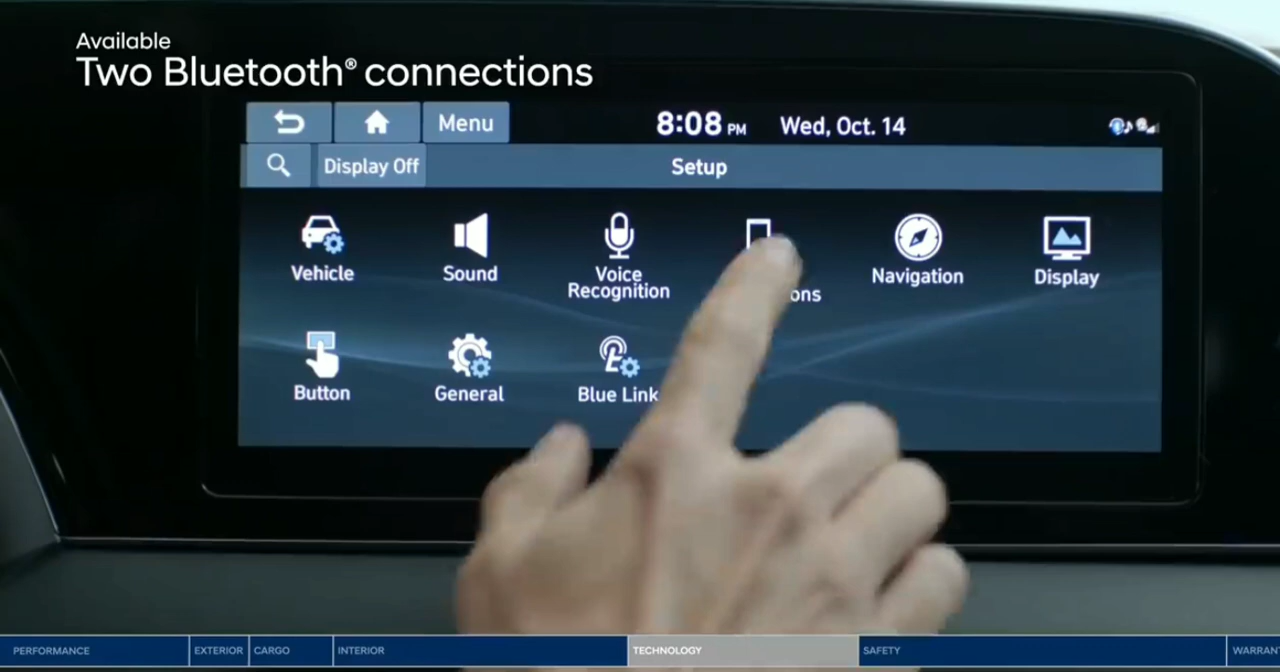 Available
Two Bluetooth® connections
Menu
8:08 PM
Wed, Oct. 14
Display Off
Setup
Vehicle
Sound
Voice
Recognition
Navigation
Display
Button
General
Blue Link
PERFORMANCE
EXTERIOR
CARGO
INTERIOR
TECHNOLOGY
SAFETY